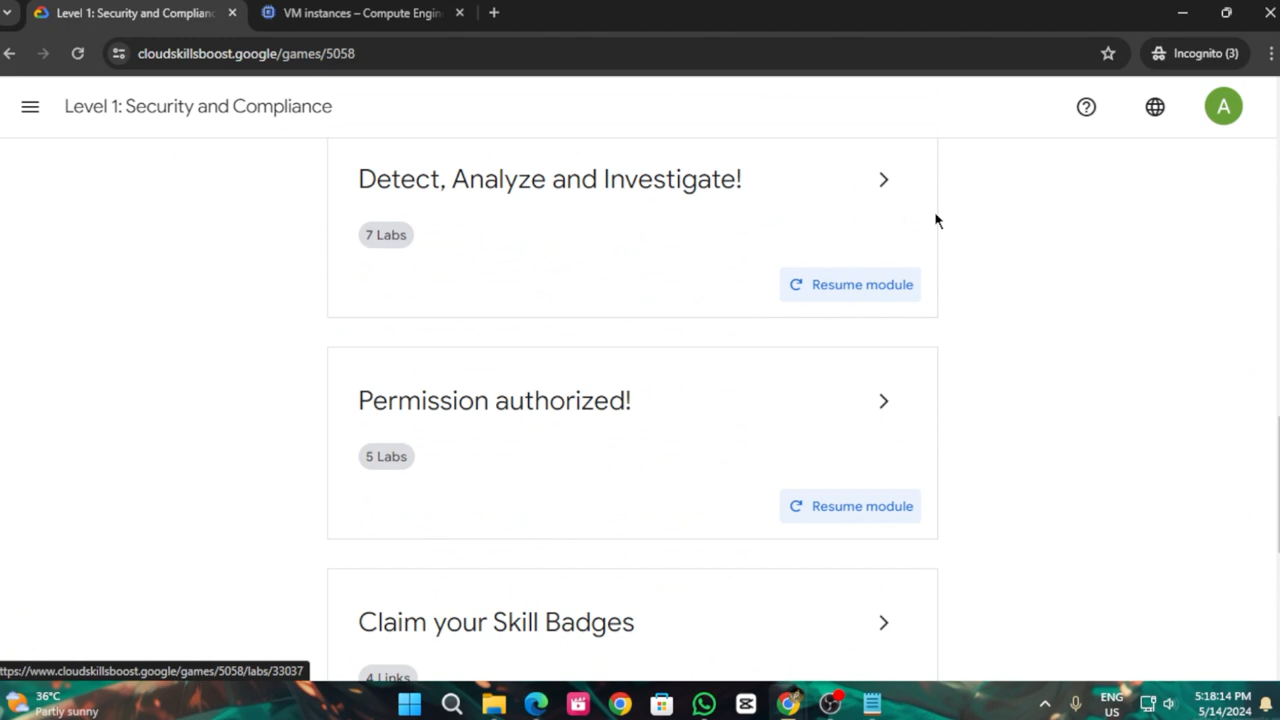 Level 1: Security and Complianc
VM instances – Compute Engin
cloudskillsboost.google/games/5058
Incognito (3)
Level 1: Security and Compliance
A
Detect, Analyze and Investigate!
7 Labs
Resume module
Permission authorized!
5 Labs
Resume module
Claim your Skill Badges
4 Links
ttps://www.cloudskillsboost.google/games/5058/labs/33037
36°C
Partly sunny
ENG
US
5:18:14 PM
5/14/2024